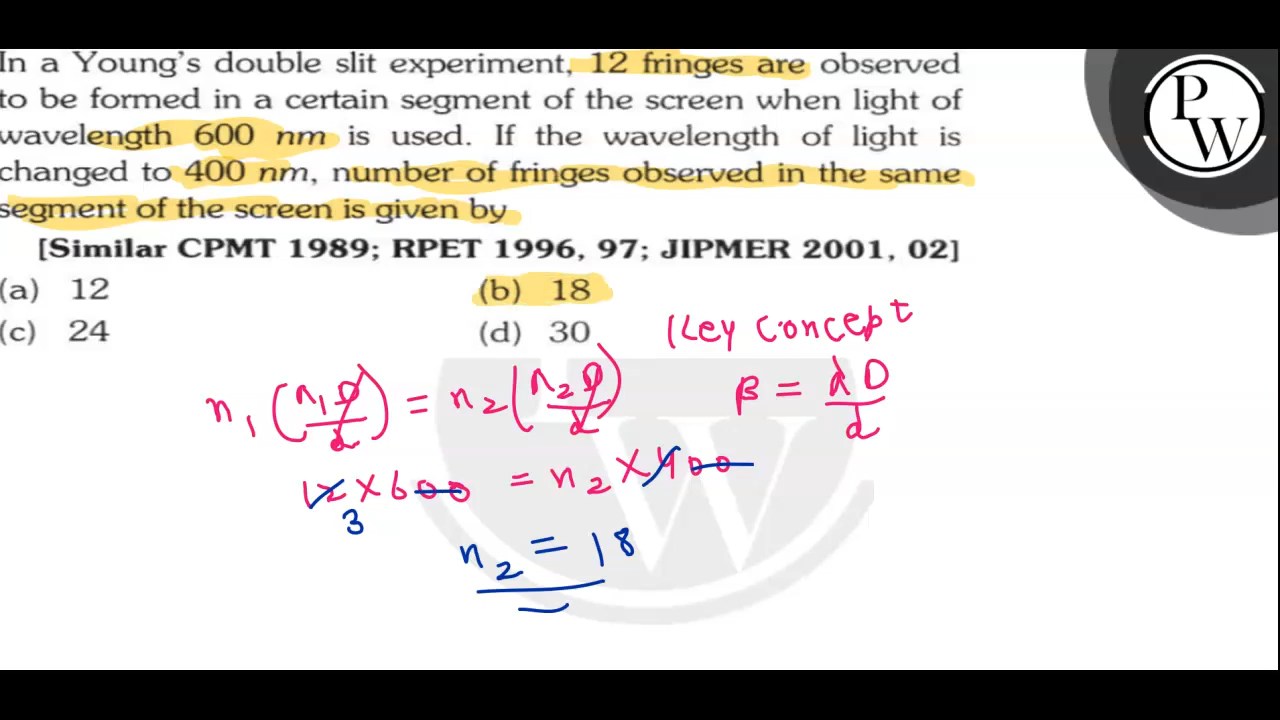 In a Young's double slit experiment, 12 fringes are observed
to be formed in a certain segment of the screen when light of
wavelength 600 nm is used. If the wavelength of light is
changed to 400 nm, number of fringes observed in the same
segment of the screen is given by
[Similar CPMT 1989; RPET 1996, 97; JIPMER 2001, 02]
(a) 12 (b) 18
(c) 24 (d) 30
Key concept
n₁(n₁D/d) = n₂(n₂D/d) β = λD/d
12 × 600 = n₂ × 400
3
n₂ = 18
PW